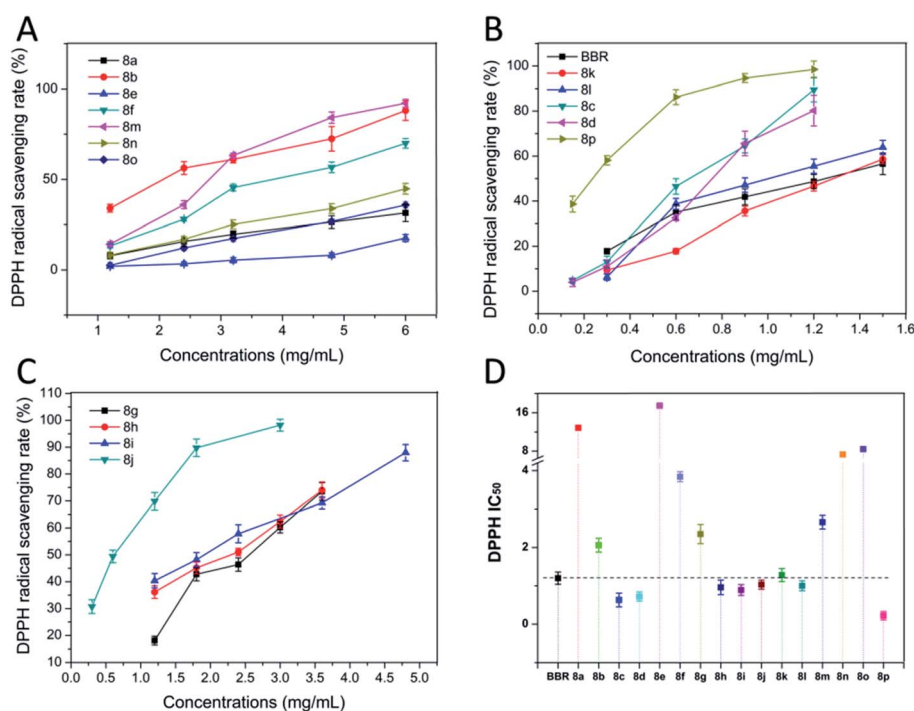 A
DPPH radical scavenging rate (%)
8a
8b
8e
8f
8m
8n
8o
100
50
0
1 2 3 4 5 6
Concentrations (mg/mL)
B
DPPH radical scavenging rate (%)
BBR
8k
8l
8c
8d
8p
100
80
60
40
20
0
0.0 0.2 0.4 0.6 0.8 1.0 1.2 1.4 1.6
Concentrations (mg/mL)
C
DPPH radical scavenging rate (%)
8g
8h
8i
8j
110
100
90
80
70
60
50
40
30
20
10
0.0 0.5 1.0 1.5 2.0 2.5 3.0 3.5 4.0 4.5 5.0
Concentrations (mg/mL)
D
DPPH IC₅₀
16
8
4
2
0
BBR 8a 8b 8c 8d 8e 8f 8g 8h 8i 8j 8k 8l 8m 8n 8o 8p